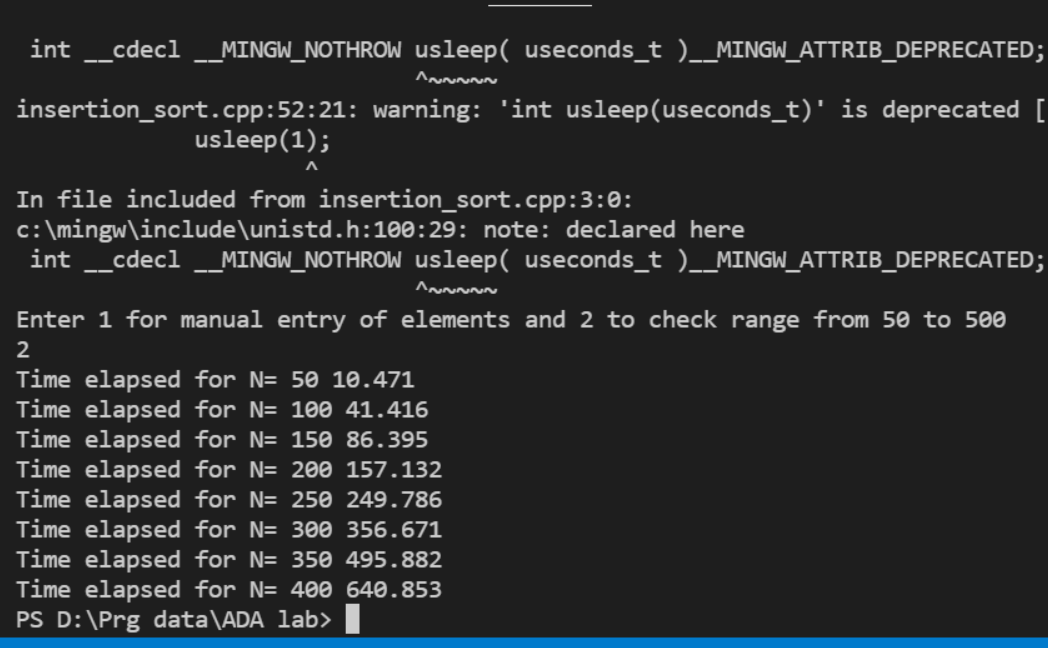 int __cdecl __MINGW_NOTHROW usleep( useconds_t )__MINGW_ATTRIB_DEPRECATED;
^~~~~~
insertion_sort.cpp:52:21: warning: 'int usleep(useconds_t)' is deprecated [
usleep(1);
^
In file included from insertion_sort.cpp:3:0:
c:\mingw\include\unistd.h:100:29: note: declared here
int __cdecl __MINGW_NOTHROW usleep( useconds_t )__MINGW_ATTRIB_DEPRECATED;
^~~~~~
Enter 1 for manual entry of elements and 2 to check range from 50 to 500
2
Time elapsed for N= 50 10.471
Time elapsed for N= 100 41.416
Time elapsed for N= 150 86.395
Time elapsed for N= 200 157.132
Time elapsed for N= 250 249.786
Time elapsed for N= 300 356.671
Time elapsed for N= 350 495.882
Time elapsed for N= 400 640.853
PS D:\Prg data\ADA lab>